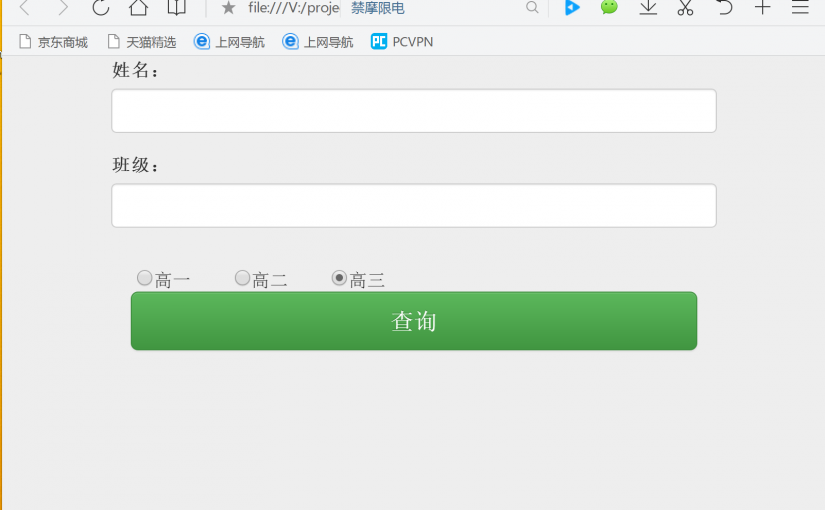 file:///V:/proje 禁摩限电
京东商城 天猫精选 上网导航 上网导航 PC PCVPN
姓名：
班级：
高一 高二 高三
查询